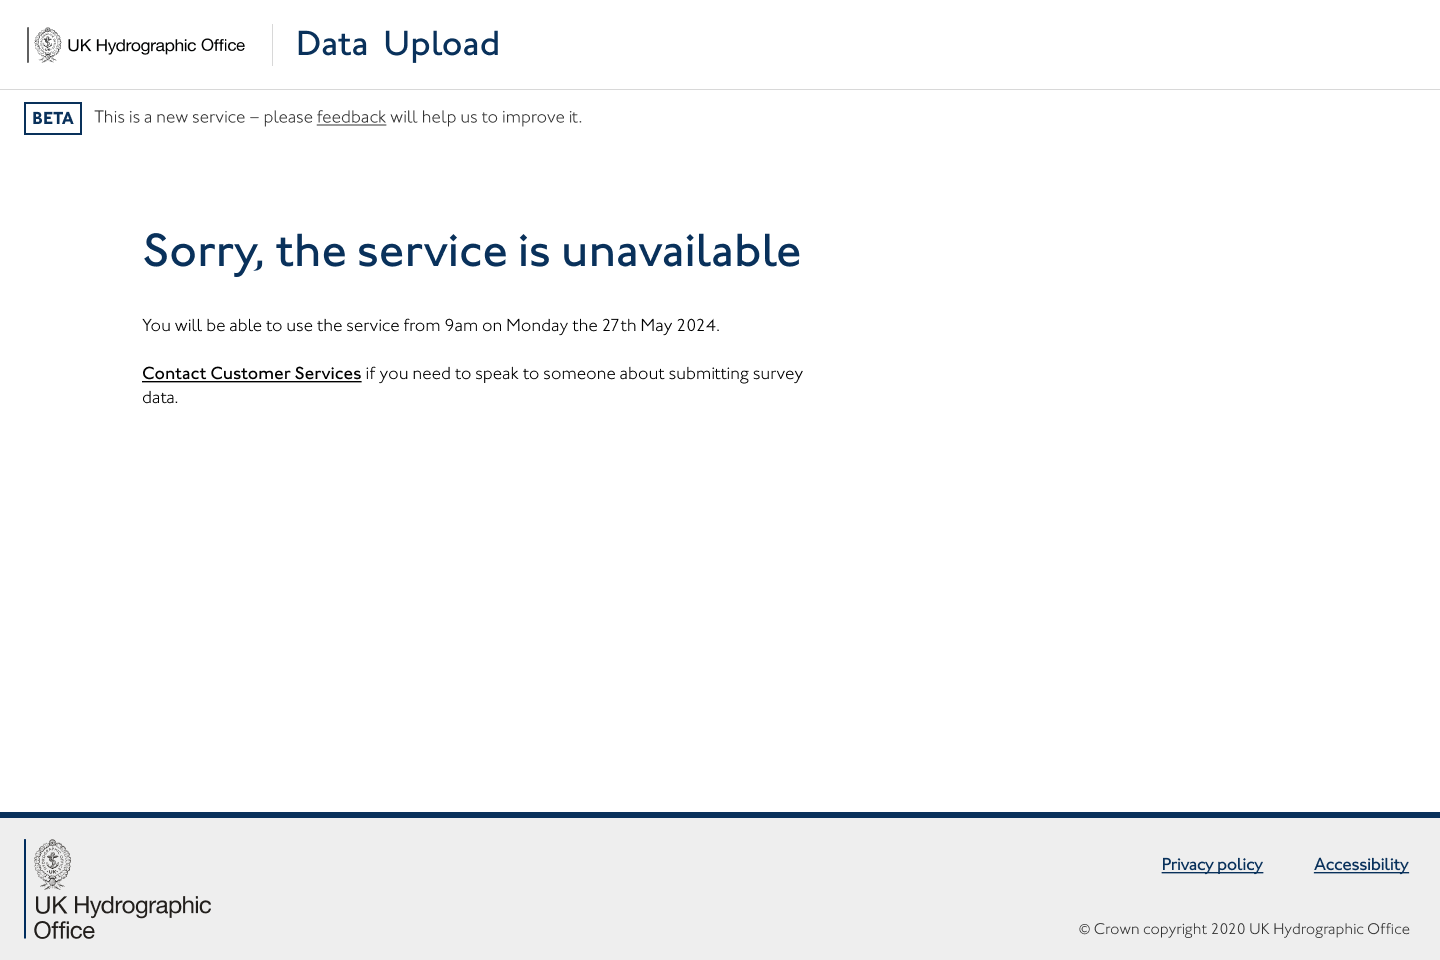 UK Hydrographic Office
Data Upload
BETA
This is a new service – please feedback will help us to improve it.
Sorry, the service is unavailable
You will be able to use the service from 9am on Monday the 27th May 2024.
Contact Customer Services if you need to speak to someone about submitting survey
data.
UK Hydrographic
Office
Privacy policy
Accessibility
© Crown copyright 2020 UK Hydrographic Office